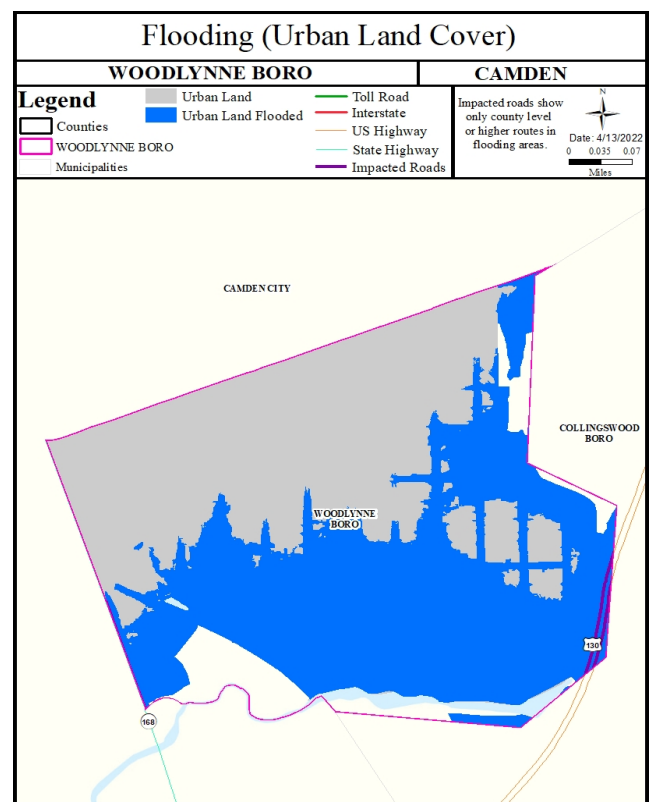 Flooding (Urban Land Cover)
WOODLYNNE BORO
CAMDEN
Legend
Counties
WOODLYNNE BORO
Municipalities
Urban Land
Urban Land Flooded
Toll Road
Interstate
US Highway
State Highway
Impacted Roads
Impacted roads show
only county level
or higher routes in
flooding areas.
N
Date: 4/13/2022
0 0.035 0.07
Miles
CAMDEN CITY
COLLINGSWOOD
BORO
WOODLYNNE
BORO
130
168